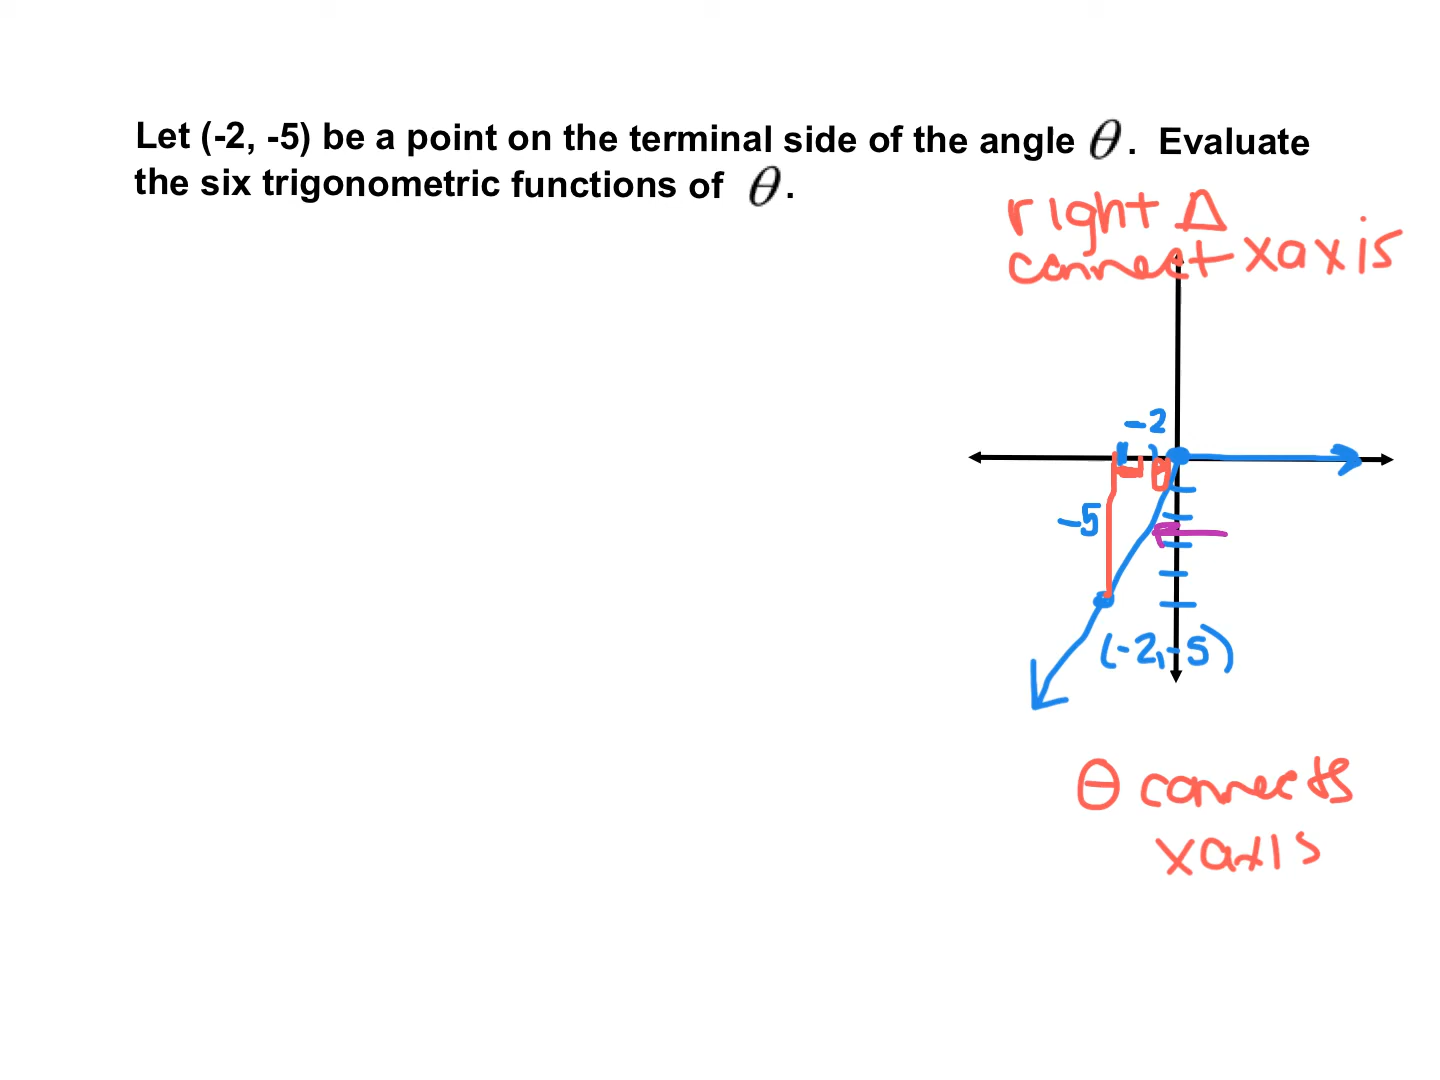 Let (-2, -5) be a point on the terminal side of the angle θ. Evaluate
the six trigonometric functions of θ.
right Δ
connect x axis
-2
-5
(-2,-5)
θ connects
x axis